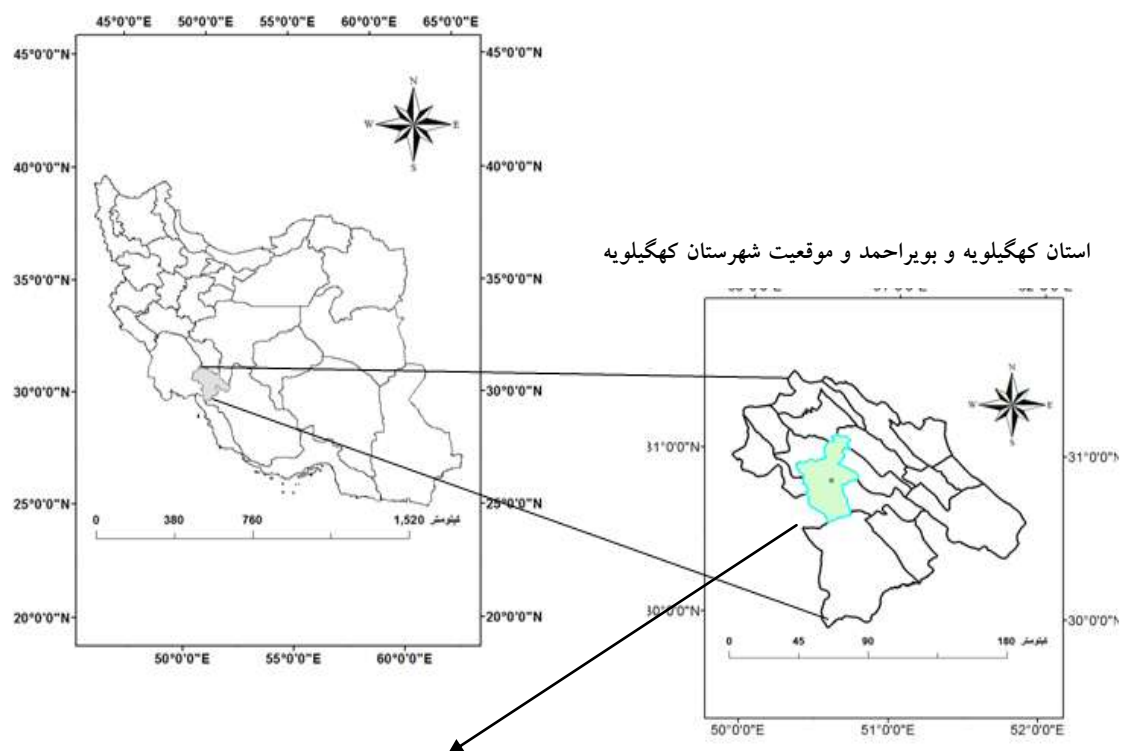 45°0'0"E 50°0'0"E 55°0'0"E 60°0'0"E 65°0'0"E
45°0'0"N 45°0'0"N
N
W E
S
40°0'0"N 40°0'0"N
استان کهگیلویه و بویراحمد و موقعیت شهرستان کهگیلویه
35°0'0"N 35°0'0"N
30°0'0"N 30°0'0"N
N
W E
S
31°0'0"N 31°0'0"N
25°0'0"N 25°0'0"N
0 380 760 1,520 کیلومتر
20°0'0"N 20°0'0"N
30°0'0"N 30°0'0"N
0 45 90 180 کیلومتر
50°0'0"E 55°0'0"E 60°0'0"E
50°0'0"E 51°0'0"E 52°0'0"E